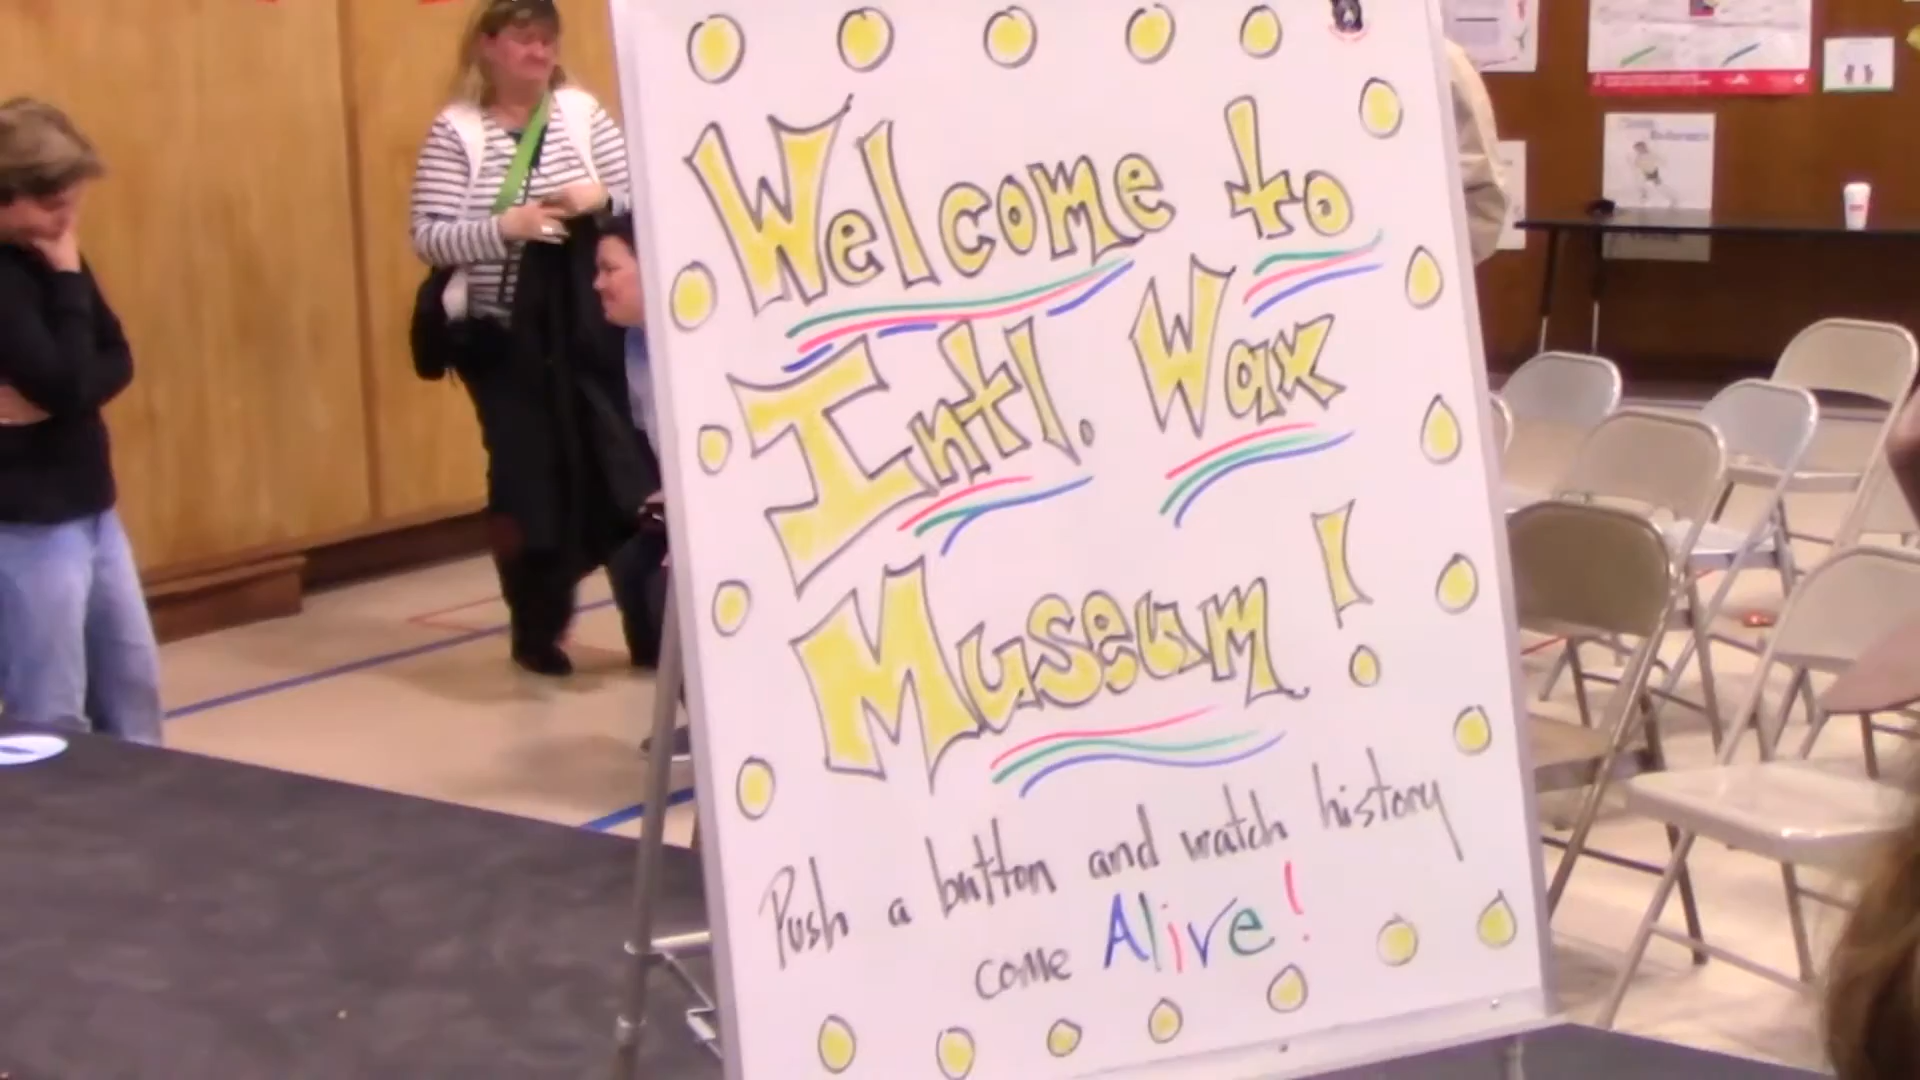 Welcome to
Intl. Wax
Museum!
Push a button and watch history
come Alive!